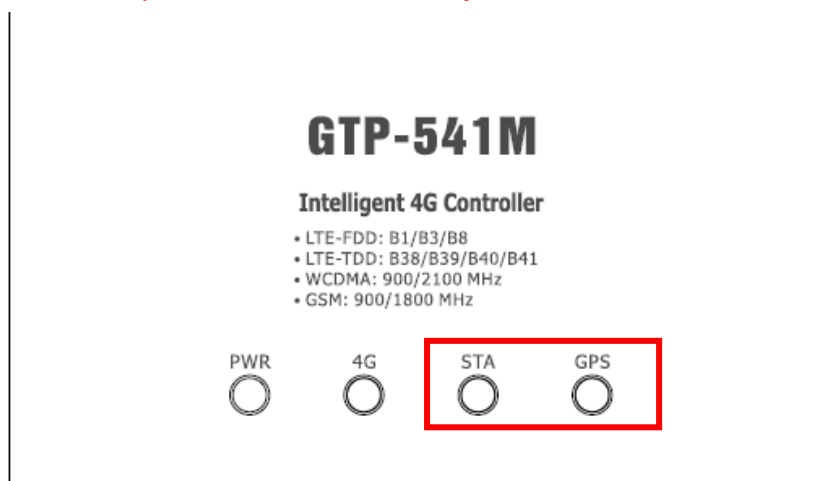 GTP-541M
Intelligent 4G Controller
• LTE-FDD: B1/B3/B8
• LTE-TDD: B38/B39/B40/B41
• WCDMA: 900/2100 MHz
• GSM: 900/1800 MHz
PWR 4G STA GPS